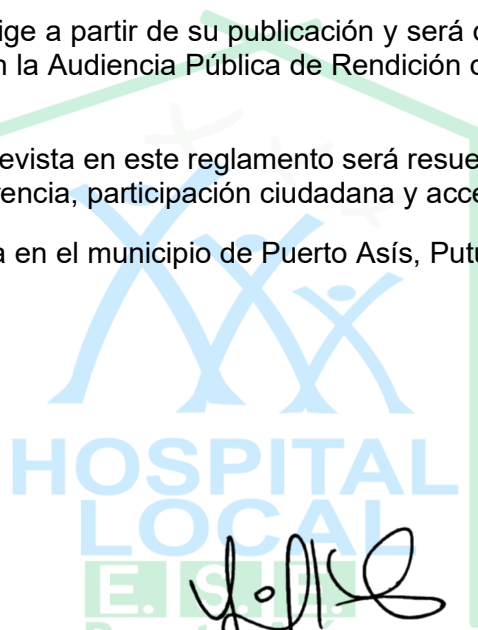 ige a partir de su publicación y será
n la Audiencia Pública de Rendición
evista en este reglamento será resue
encia, participación ciudadana y acce
a en el municipio de Puerto Asís, Putu
HOSPITAL
LOCAL
E. S. E.